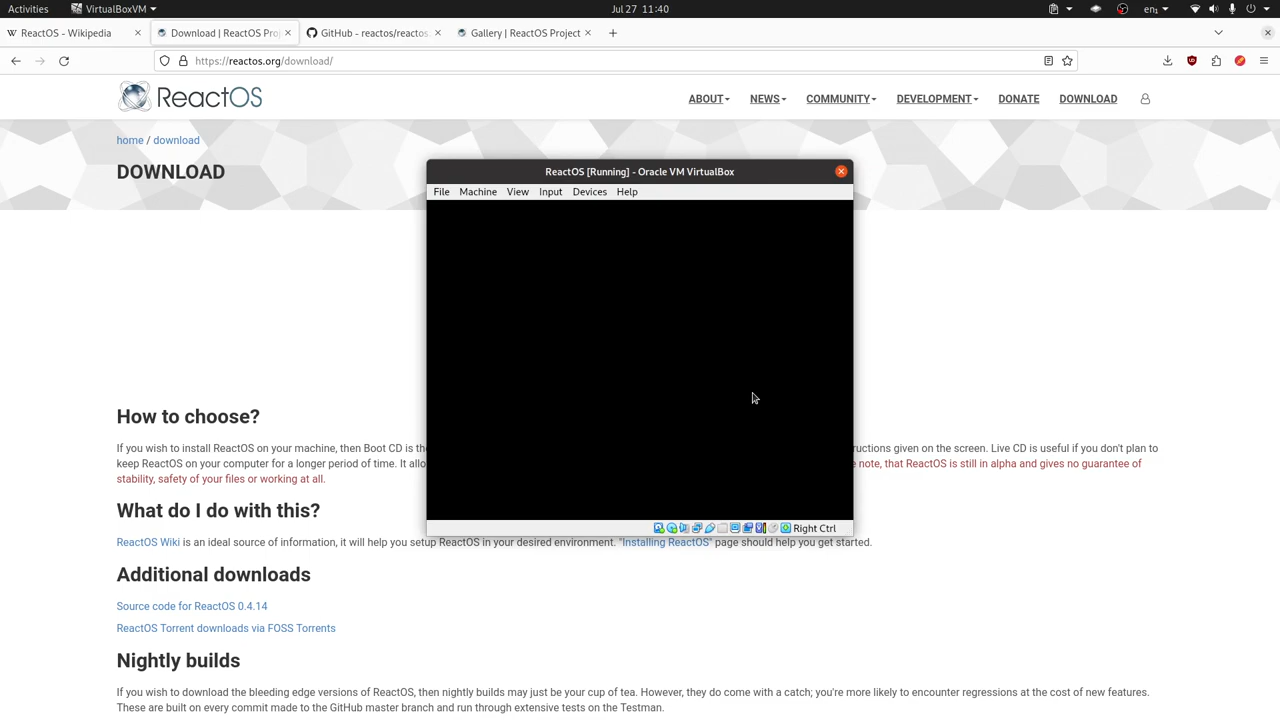 Activities VirtualBoxVM Jul 27 11:40 en₁
ReactOS - Wikipedia Download | ReactOS Pro GitHub - reactos/reactos. Gallery | ReactOS Project
https://reactos.org/download/
ReactOS ABOUT NEWS COMMUNITY DEVELOPMENT DONATE DOWNLOAD
home / download
DOWNLOAD
ReactOS [Running] - Oracle VM VirtualBox
File Machine View Input Devices Help
Right Ctrl
How to choose?
If you wish to install ReactOS on your machine, then Boot CD is the ructions given on the screen. Live CD is useful if you don't plan to
keep ReactOS on your computer for a longer period of time. It allow e note, that ReactOS is still in alpha and gives no guarantee of
stability, safety of your files or working at all.
What do I do with this?
ReactOS Wiki is an ideal source of information, it will help you setup ReactOS in your desired environment. "Installing ReactOS" page should help you get started.
Additional downloads
Source code for ReactOS 0.4.14
ReactOS Torrent downloads via FOSS Torrents
Nightly builds
If you wish to download the bleeding edge versions of ReactOS, then nightly builds may just be your cup of tea. However, they do come with a catch; you're more likely to encounter regressions at the cost of new features.
These are built on every commit made to the GitHub master branch and run through extensive tests on the Testman.